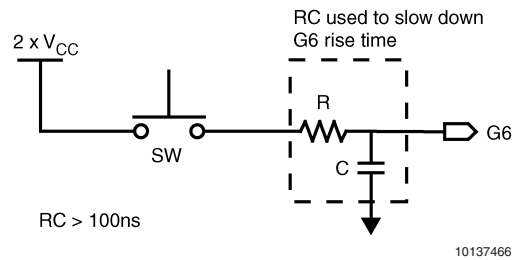 RC used to slow down
G6 rise time
2 x VCC
R
G6
SW
C
RC > 100ns
10137466